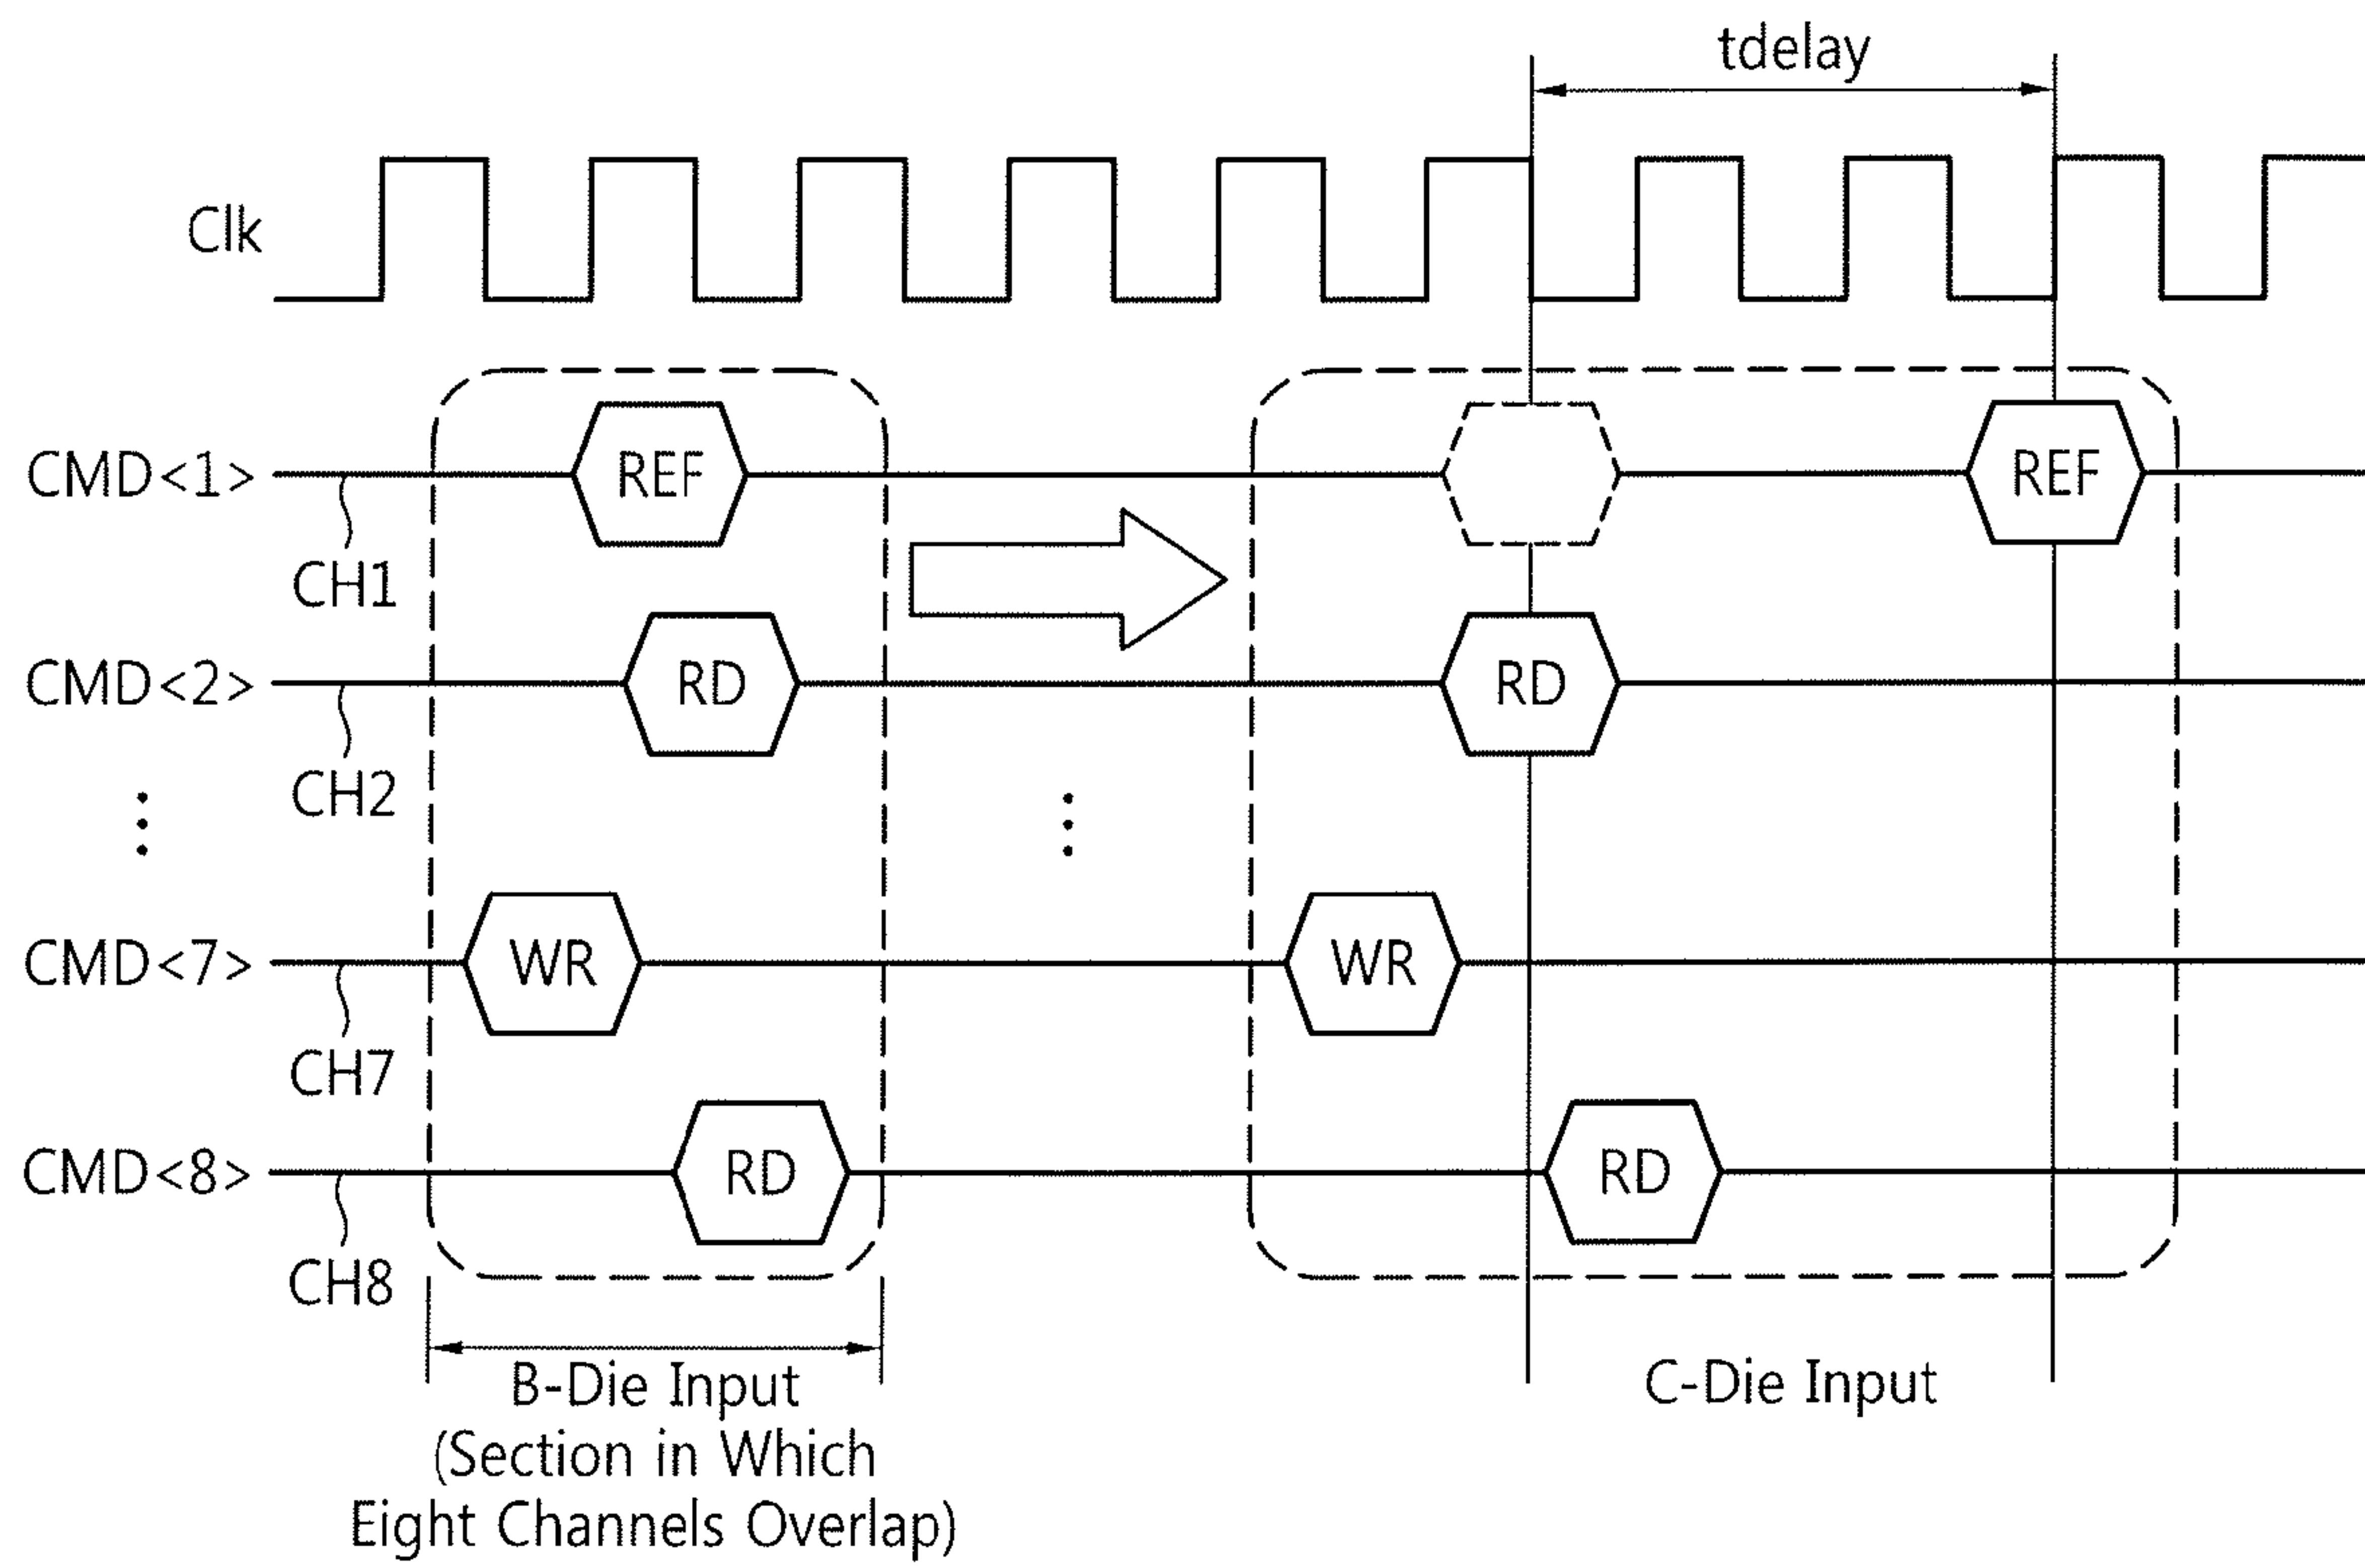 tdelay
Clk
CMD<1>
REF
REF
CH1
CMD<2>
RD
RD
CH2
CMD<7>
WR
WR
CH7
CMD<8>
RD
RD
CH8
B-Die Input
(Section in Which
Eight Channels Overlap)
C-Die Input